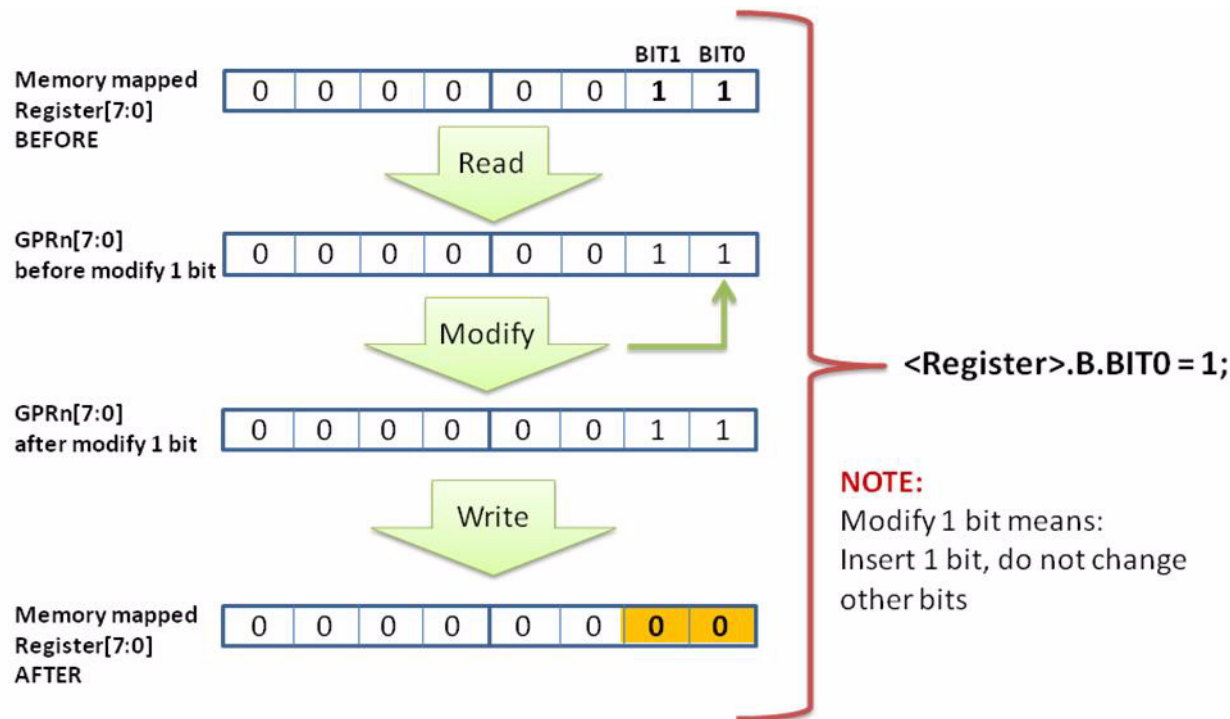 BIT1 BIT0
Memory mapped
Register[7:0]
BEFORE
0 0 0 0 0 0 1 1
Read
GPRn[7:0]
before modify 1 bit
0 0 0 0 0 0 1 1
Modify
<Register>.B.BIT0 = 1;
GPRn[7:0]
after modify 1 bit
0 0 0 0 0 0 1 1
NOTE:
Modify 1 bit means:
Insert 1 bit, do not change
other bits
Write
Memory mapped
Register[7:0]
AFTER
0 0 0 0 0 0 0 0